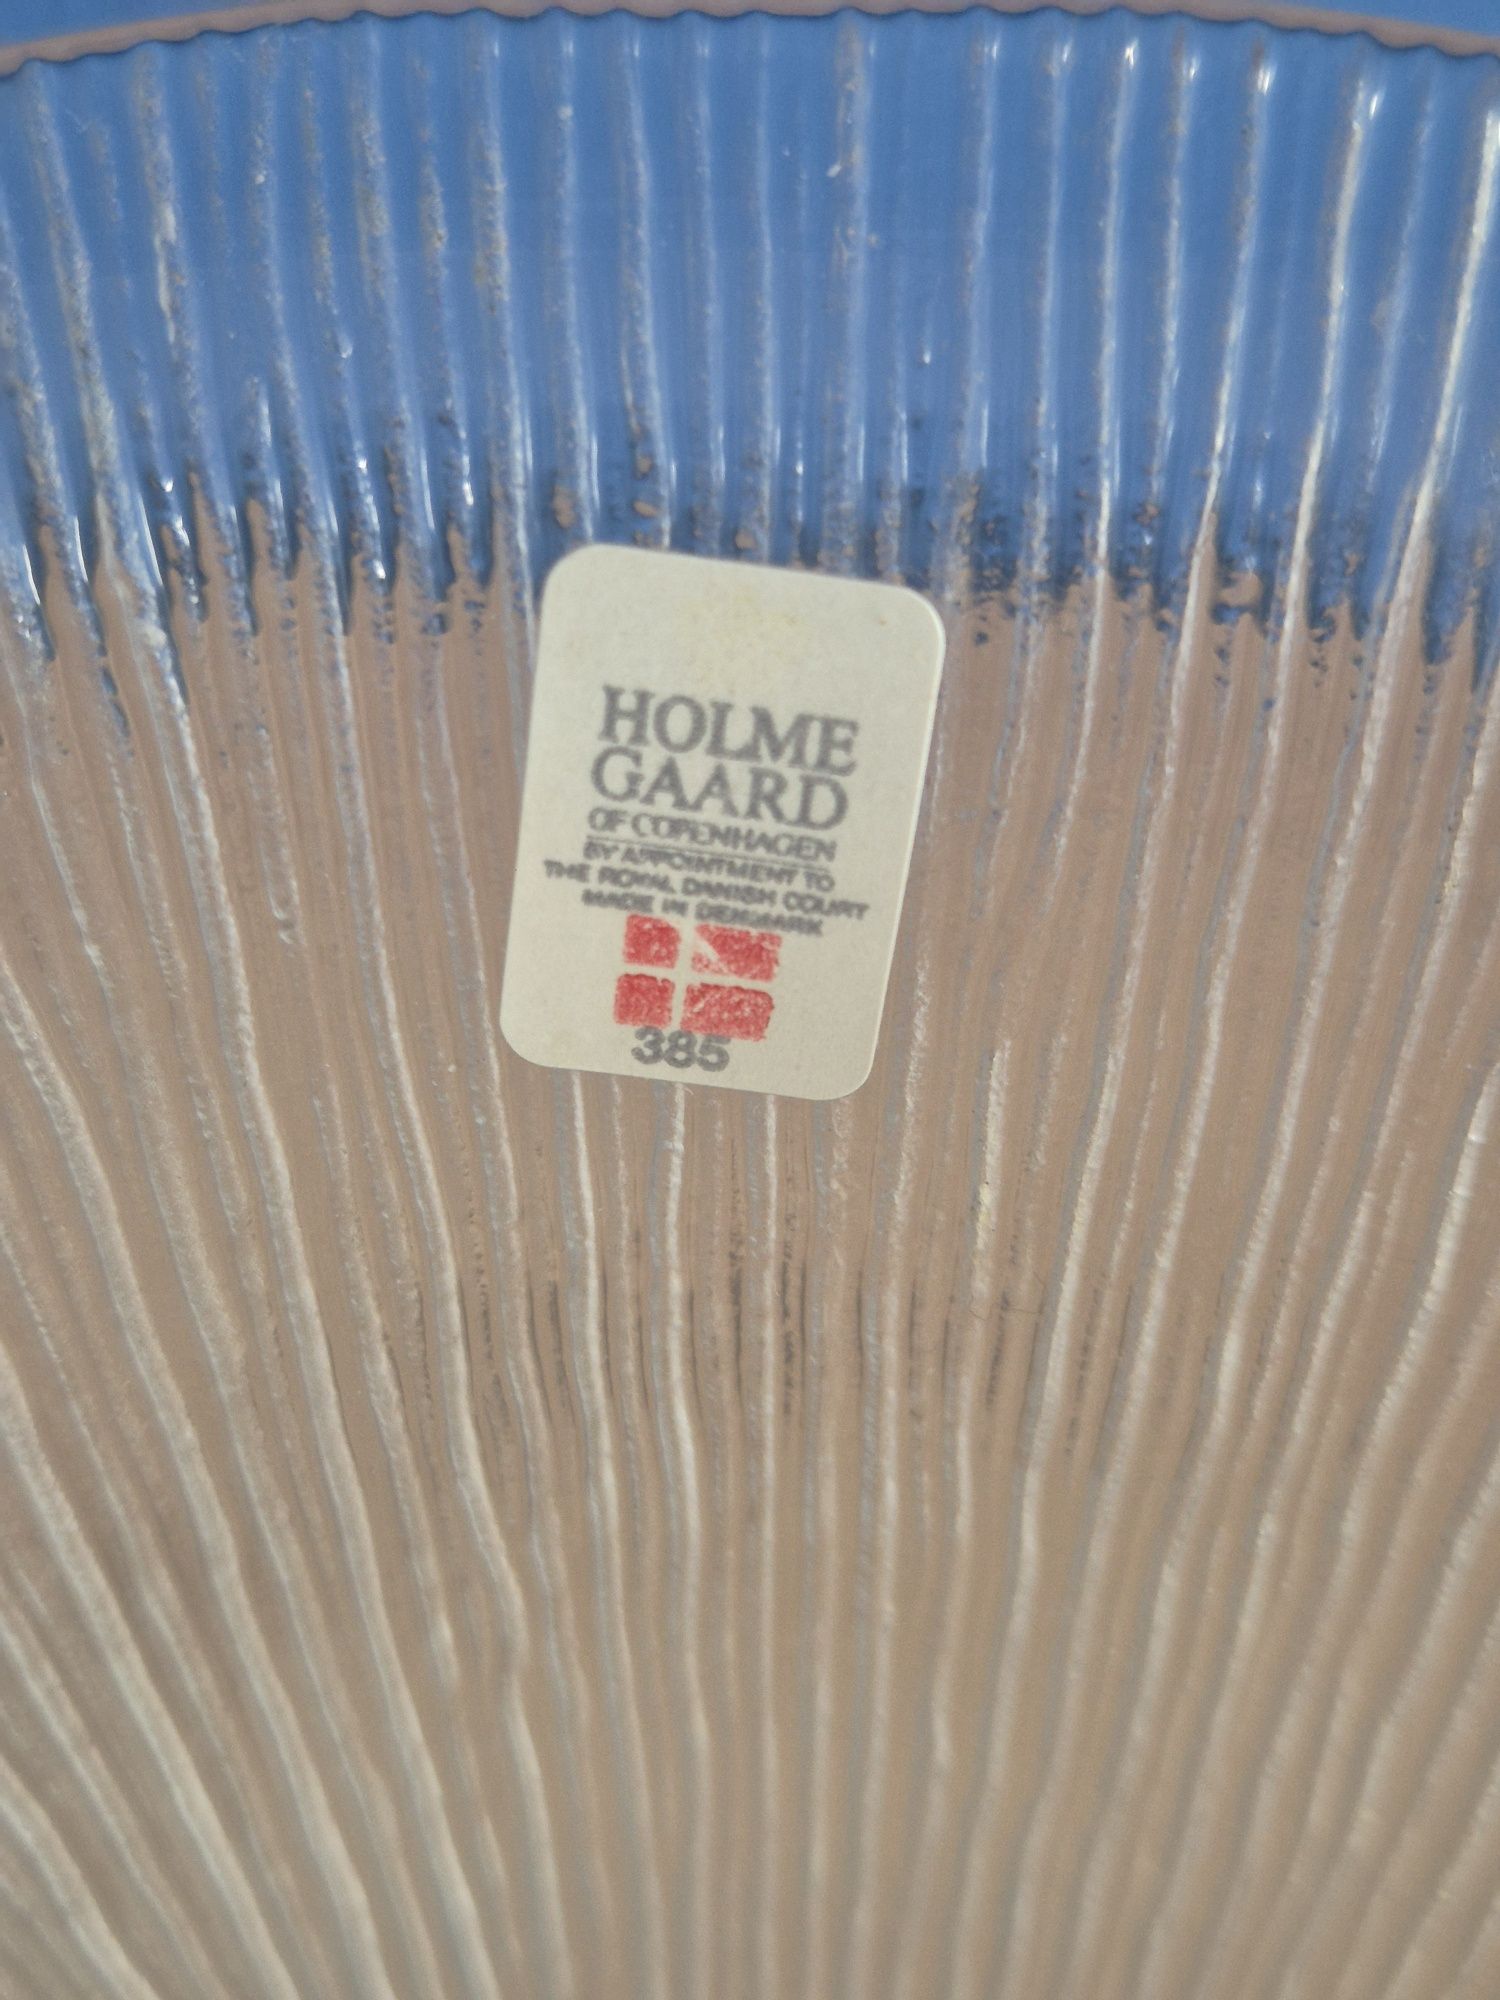 HOLME
GAARD
OF COPENHAGEN
BY APPOINTMENT TO
THE ROYAL DANISH COURT
MADE IN DENMARK
385